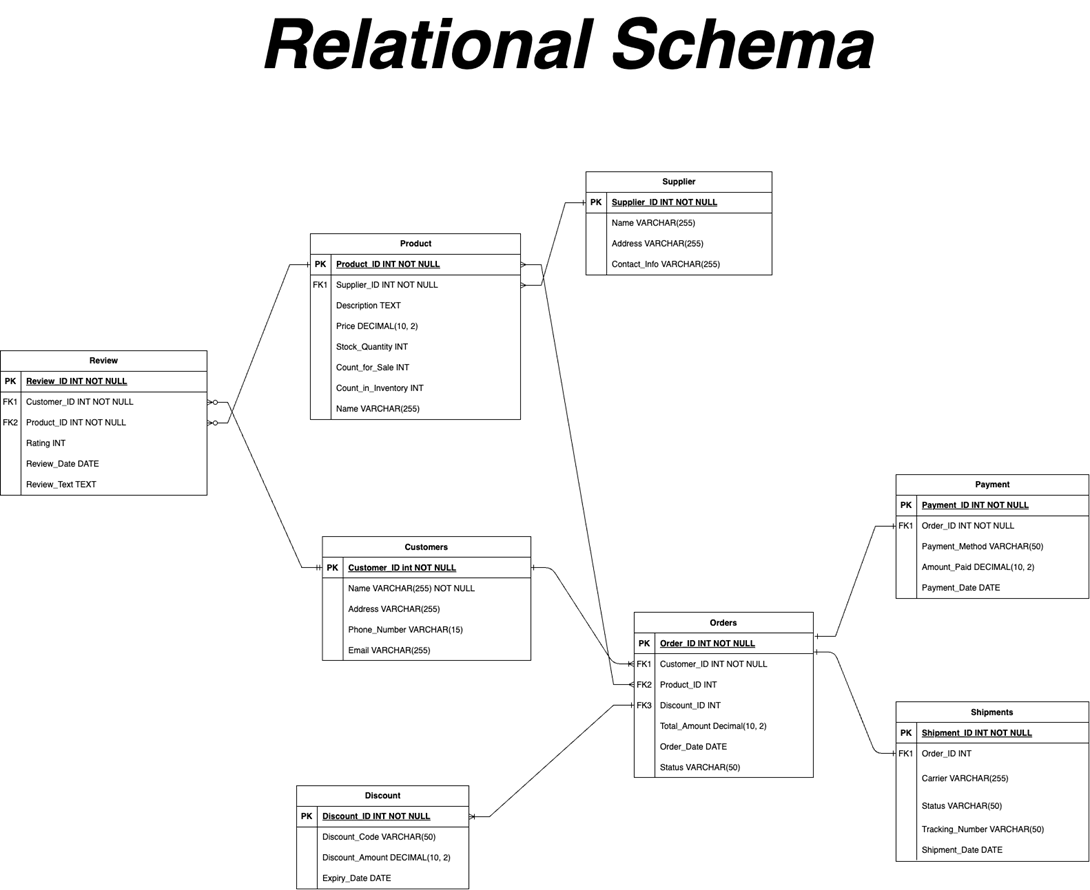 Relational Schema
Supplier
PK Supplier_ID INT NOT NULL
Name VARCHAR(255)
Address VARCHAR(255)
Contact_Info VARCHAR(255)
Product
PK Product_ID INT NOT NULL
FK1 Supplier_ID INT NOT NULL
Description TEXT
Price DECIMAL(10, 2)
Stock_Quantity INT
Count_for_Sale INT
Count_in_Inventory INT
Name VARCHAR(255)
Review
PK Review_ID INT NOT NULL
FK1 Customer_ID INT NOT NULL
FK2 Product_ID INT NOT NULL
Rating INT
Review_Date DATE
Review_Text TEXT
Customers
PK Customer_ID int NOT NULL
Name VARCHAR(255) NOT NULL
Address VARCHAR(255)
Phone_Number VARCHAR(15)
Email VARCHAR(255)
Payment
PK Payment_ID INT NOT NULL
FK1 Order_ID INT NOT NULL
Payment_Method VARCHAR(50)
Amount_Paid DECIMAL(10, 2)
Payment_Date DATE
Orders
PK Order_ID INT NOT NULL
FK1 Customer_ID INT NOT NULL
FK2 Product_ID INT
FK3 Discount_ID INT
Total_Amount Decimal(10, 2)
Order_Date DATE
Status VARCHAR(50)
Shipments
PK Shipment_ID INT NOT NULL
FK1 Order_ID INT
Carrier VARCHAR(255)
Status VARCHAR(50)
Tracking_Number VARCHAR(50)
Shipment_Date DATE
Discount
PK Discount_ID INT NOT NULL
Discount_Code VARCHAR(50)
Discount_Amount DECIMAL(10, 2)
Expiry_Date DATE